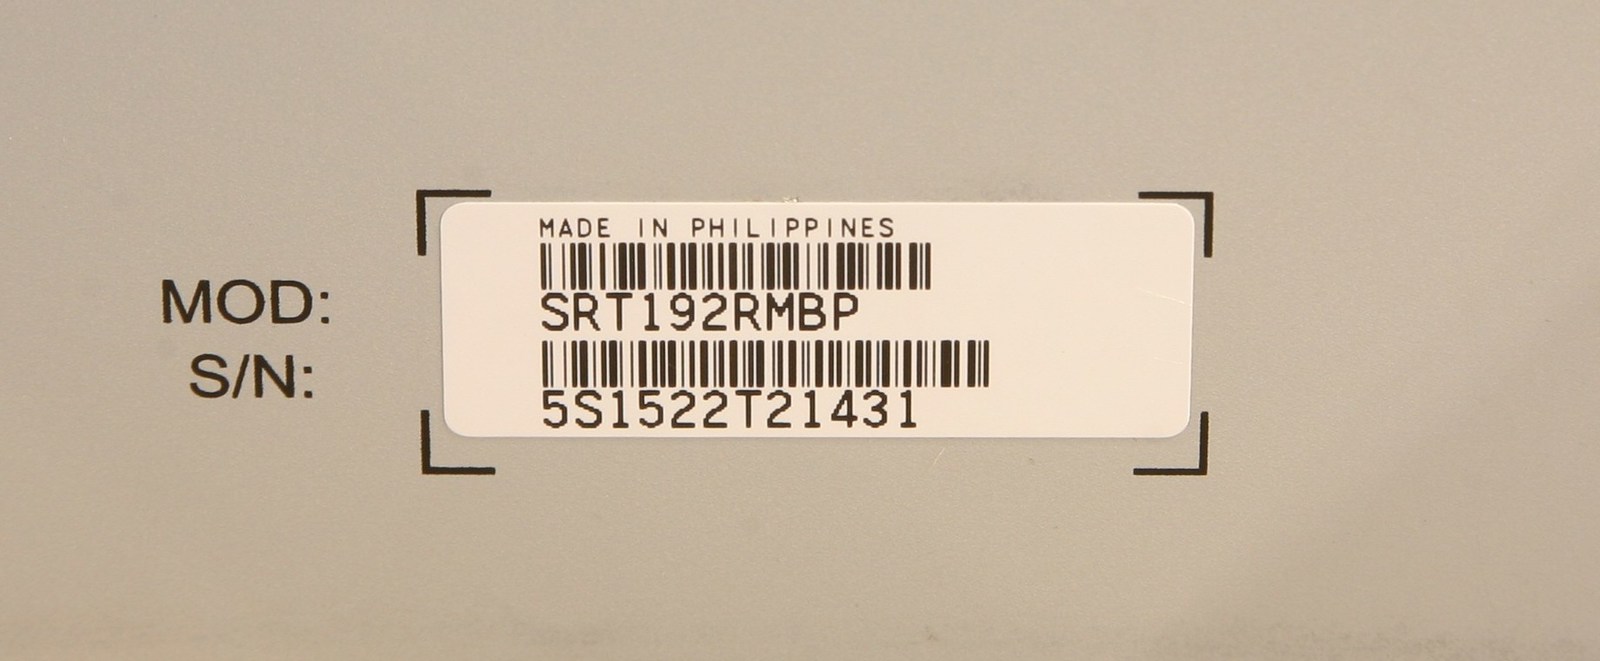 MADE IN PHILIPPINES
MOD: SRT192RMBP
S/N: 5S1522T21431